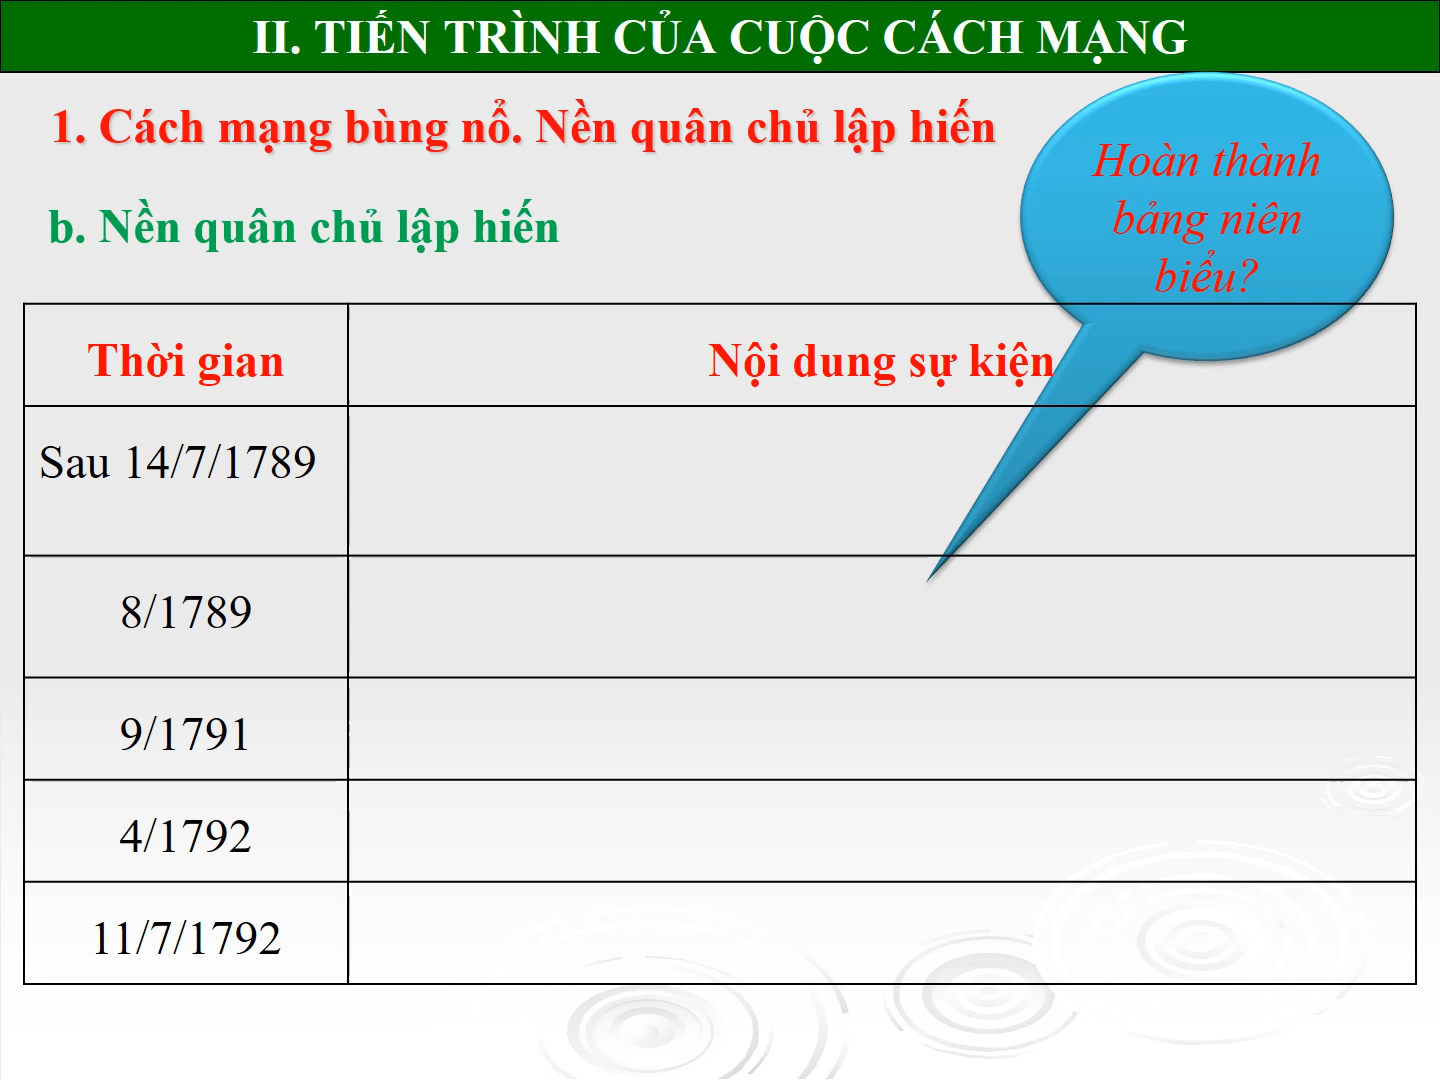 II. TIẾN TRÌNH CỦA CUỘC CÁCH MẠNG
1. Cách mạng bùng nổ. Nền quân chủ lập hiến
Hoàn thành
bảng niên
biểu?
b. Nền quân chủ lập hiến
Thời gian
Nội dung sự kiện
Sau 14/7/1789
8/1789
9/1791
4/1792
11/7/1792